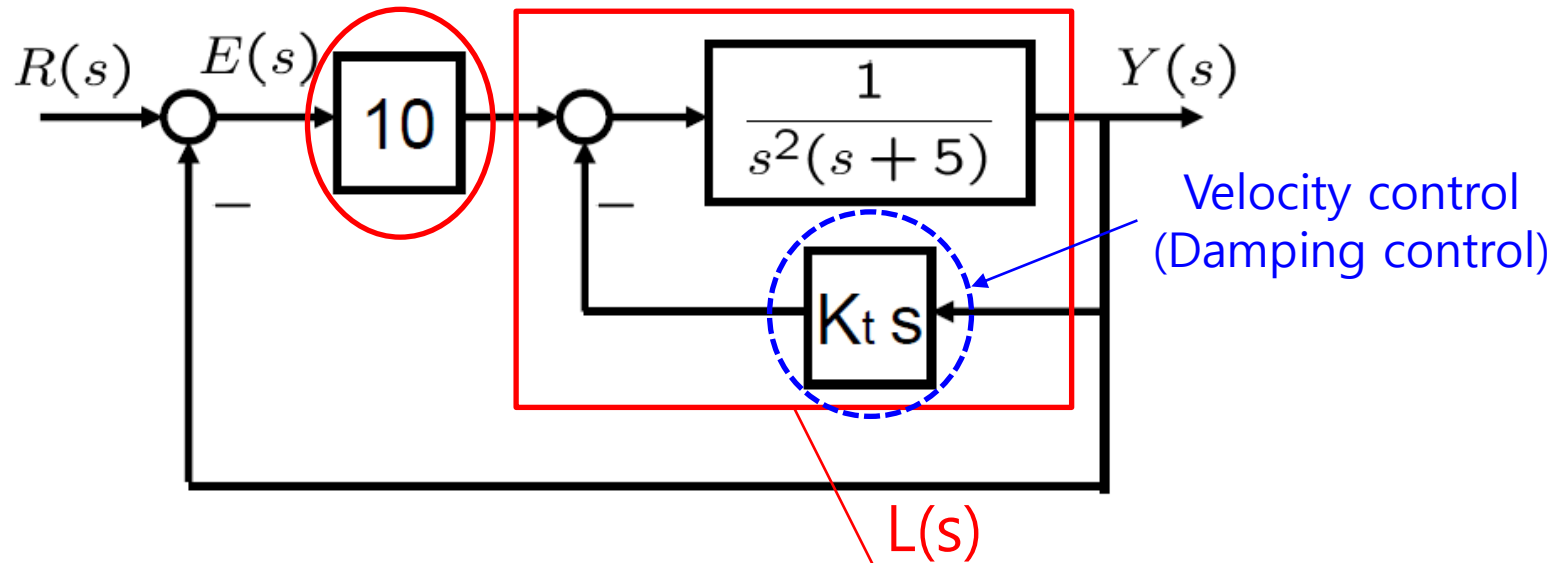 R(s)
E(s)
10
1
s²(s + 5)
Y(s)
−
−
Kt s
Velocity control
(Damping control)
L(s)